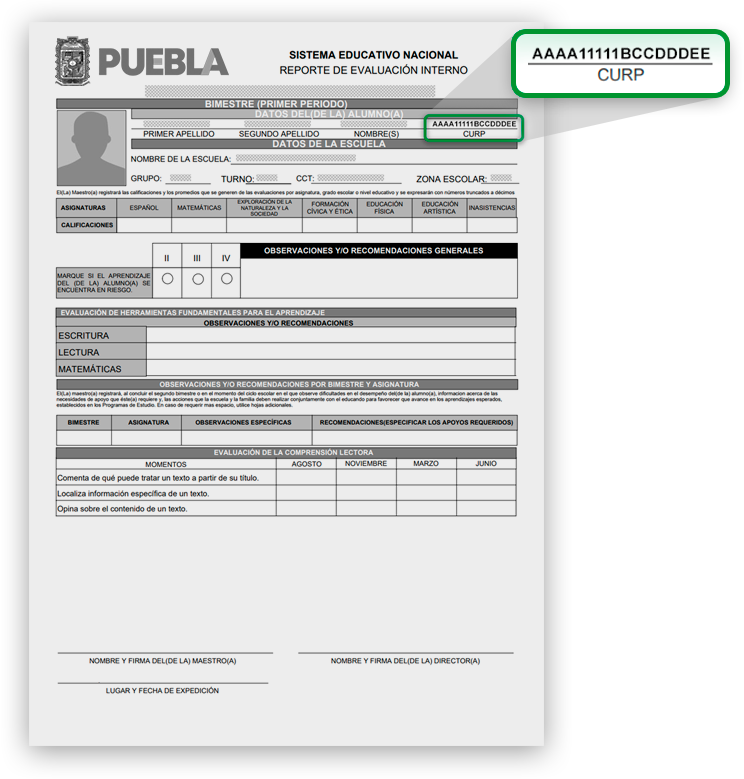 PUEBLA
SISTEMA EDUCATIVO NACIONAL
REPORTE DE EVALUACIÓN INTERNO
AAAA11111BCCDDDEE
CURP
BIMESTRE (PRIMER PERIODO)
DATOS DEL(DE LA) ALUMNO(A)
AAAA11111BCCDDDEE
PRIMER APELLIDO SEGUNDO APELLIDO NOMBRE(S) CURP
DATOS DE LA ESCUELA
NOMBRE DE LA ESCUELA:
GRUPO: TURNO: CCT: ZONA ESCOLAR:
El(La) Maestro(a) registrará las calificaciones y los promedios que se generen de las evaluaciones por asignatura, grado escolar o nivel educativo y se expresarán con números truncados a décimos
ASIGNATURAS ESPAÑOL MATEMÁTICAS EXPLORACIÓN DE LA NATURALEZA Y LA SOCIEDAD FORMACIÓN CÍVICA Y ÉTICA EDUCACIÓN FÍSICA EDUCACIÓN ARTÍSTICA INASISTENCIAS
CALIFICACIONES
II III IV OBSERVACIONES Y/O RECOMENDACIONES GENERALES
MARQUE SI EL APRENDIZAJE
DEL (DE LA) ALUMNO(A) SE
ENCUENTRA EN RIESGO.
EVALUACIÓN DE HERRAMIENTAS FUNDAMENTALES PARA EL APRENDIZAJE
OBSERVACIONES Y/O RECOMENDACIONES
ESCRITURA
LECTURA
MATEMÁTICAS
OBSERVACIONES Y/O RECOMENDACIONES POR BIMESTRE Y ASIGNATURA
El(La) maestro(a) registrará, al concluir el segundo bimestre o en el momento del ciclo escolar en el que observe dificultades en el desempeño del(de la) alumno(a), informacion acerca de las
necesidades de apoyo que éste(a) requiere y, las acciones que la escuela y la familia deben realizar conjuntamente con el educando para favorecer que avance en los aprendizajes esperados,
establecidos en los Programas de Estudio. En caso de requerir mas espacio, utilice hojas adicionales.
BIMESTRE ASIGNATURA OBSERVACIONES ESPECÍFICAS RECOMENDACIONES(ESPECIFICAR LOS APOYOS REQUERIDOS)
EVALUACIÓN DE LA COMPRENSIÓN LECTORA
MOMENTOS AGOSTO NOVIEMBRE MARZO JUNIO
Comenta de qué puede tratar un texto a partir de su título.
Localiza información específica de un texto.
Opina sobre el contenido de un texto.
NOMBRE Y FIRMA DEL(DE LA) MAESTRO(A) NOMBRE Y FIRMA DEL(DE LA) DIRECTOR(A)
LUGAR Y FECHA DE EXPEDICIÓN